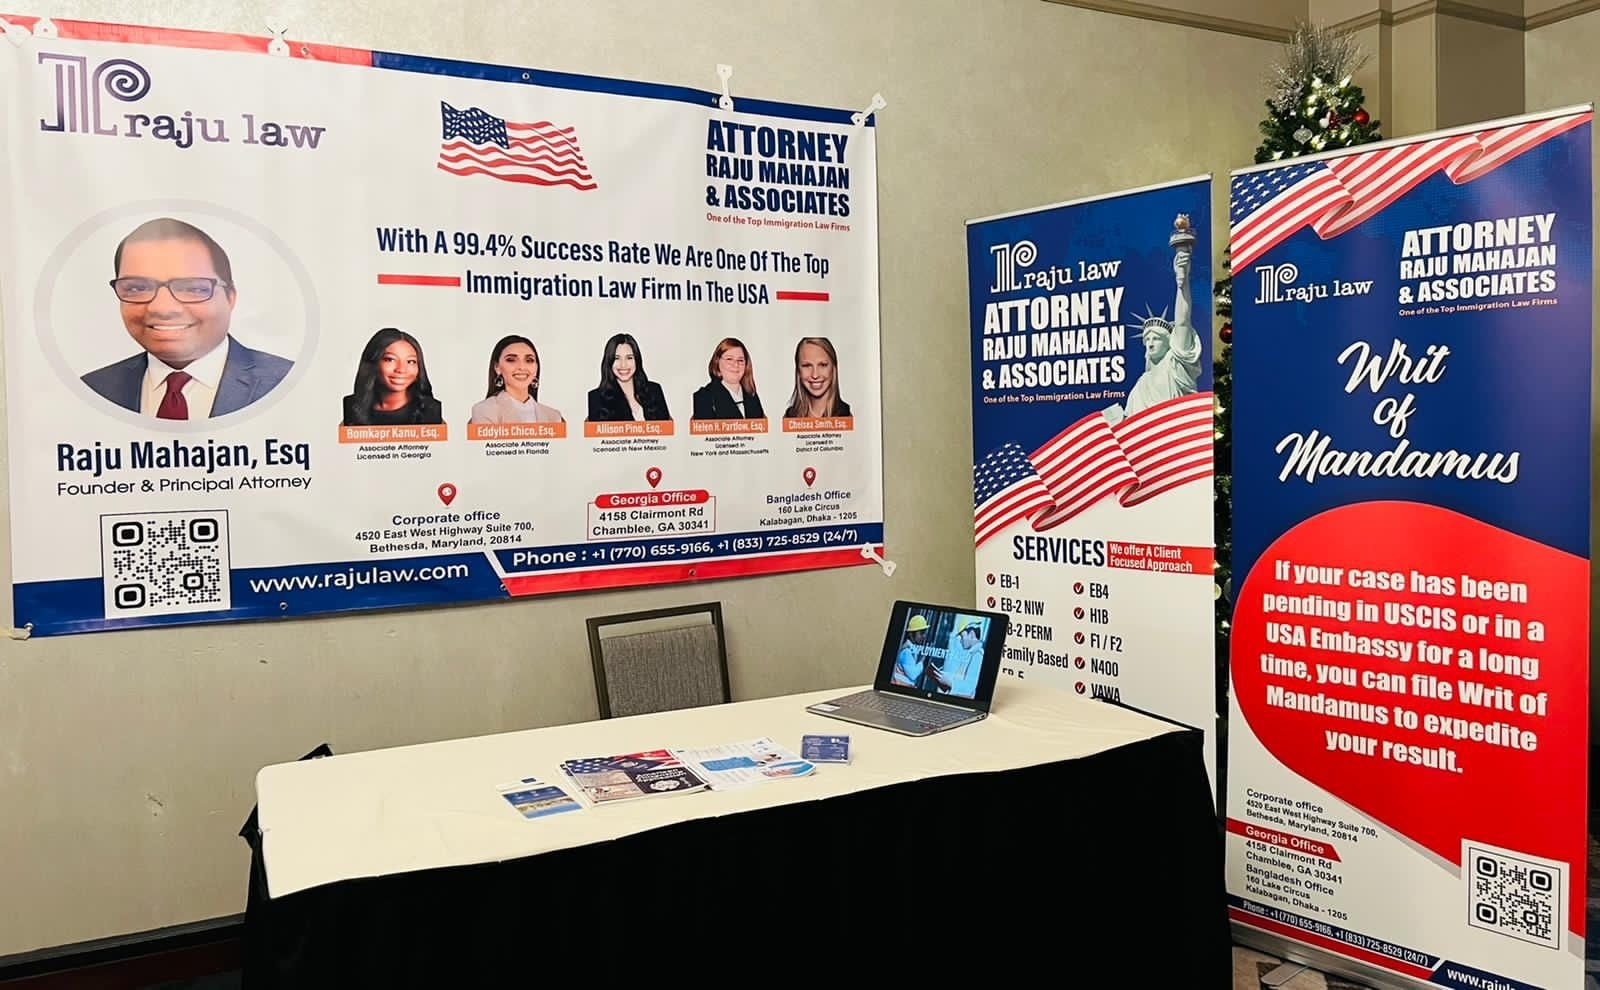 raju law
ATTORNEY
RAJU MAHAJAN
& ASSOCIATES
One of the Top Immigration Law Firms
With A 99.4% Success Rate We Are One Of The Top
Immigration Law Firm In The USA
Raju Mahajan, Esq
Founder & Principal Attorney
Bomkapr Kanu, Esq.
Associate Attorney
Licensed in Georgia
Eddylis Chico, Esq.
Associate Attorney
Licensed in Florida
Allison Pino, Esq.
Associate Attorney
Licensed in New Mexico
Helen H. Partlow, Esq.
Associate Attorney
Licensed in
New York and Massachusetts
Chelsea Smith, Esq.
Associate Attorney
Licensed in
District of Columbia
Corporate office
4520 East West Highway Suite 700,
Bethesda, Maryland, 20814
Georgia Office
4158 Clairmont Rd
Chamblee, GA 30341
Bangladesh Office
160 Lake Circus
Kalabagan, Dhaka - 1205
www.rajulaw.com
Phone : +1 (770) 655-9166, +1 (833) 725-8529 (24/7)
raju law
ATTORNEY
RAJU MAHAJAN
& ASSOCIATES
One of the Top Immigration Law Firms
SERVICES
We offer A Client
Focused Approach
EB-1
EB-2 NIW
B-2 PERM
Family Based
EB4
H1B
F1 / F2
N400
VAWA
EMPLOYMENT
raju law
ATTORNEY
RAJU MAHAJAN
& ASSOCIATES
One of the Top Immigration Law Firms
Writ
of
Mandamus
If your case has been
pending in USCIS or in a
USA Embassy for a long
time, you can file Writ of
Mandamus to expedite
your result.
Corporate office
4520 East West Highway Suite 700,
Bethesda, Maryland, 20814
Georgia Office
4158 Clairmont Rd
Chamblee, GA 30341
Bangladesh Office
160 Lake Circus
Kalabagan, Dhaka - 1205
Phone : +1 (770) 655-9166, +1 (833) 725-8529 (24/7)
www.rajul